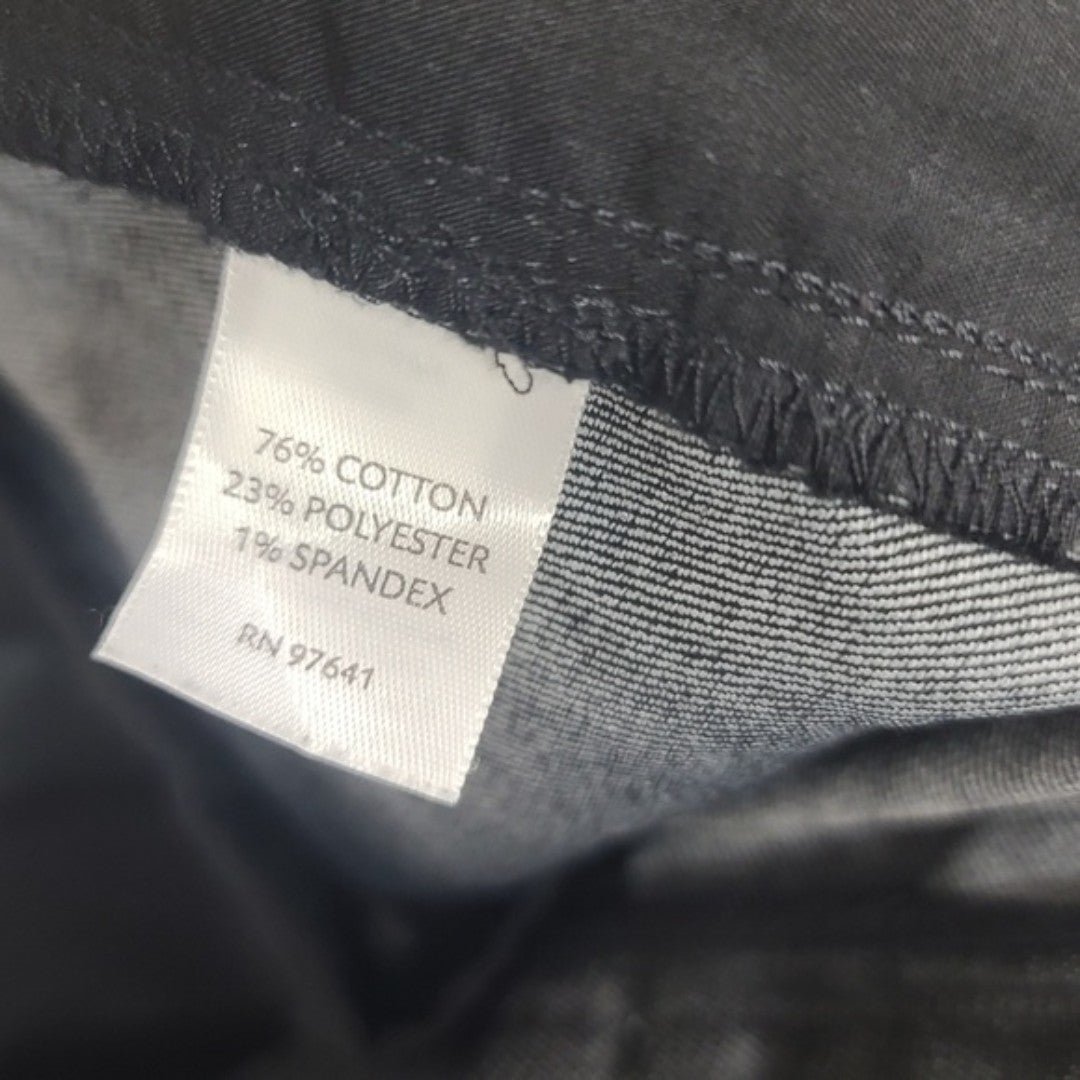 76% COTTON
23% POLYESTER
1% SPANDEX
RN 97641